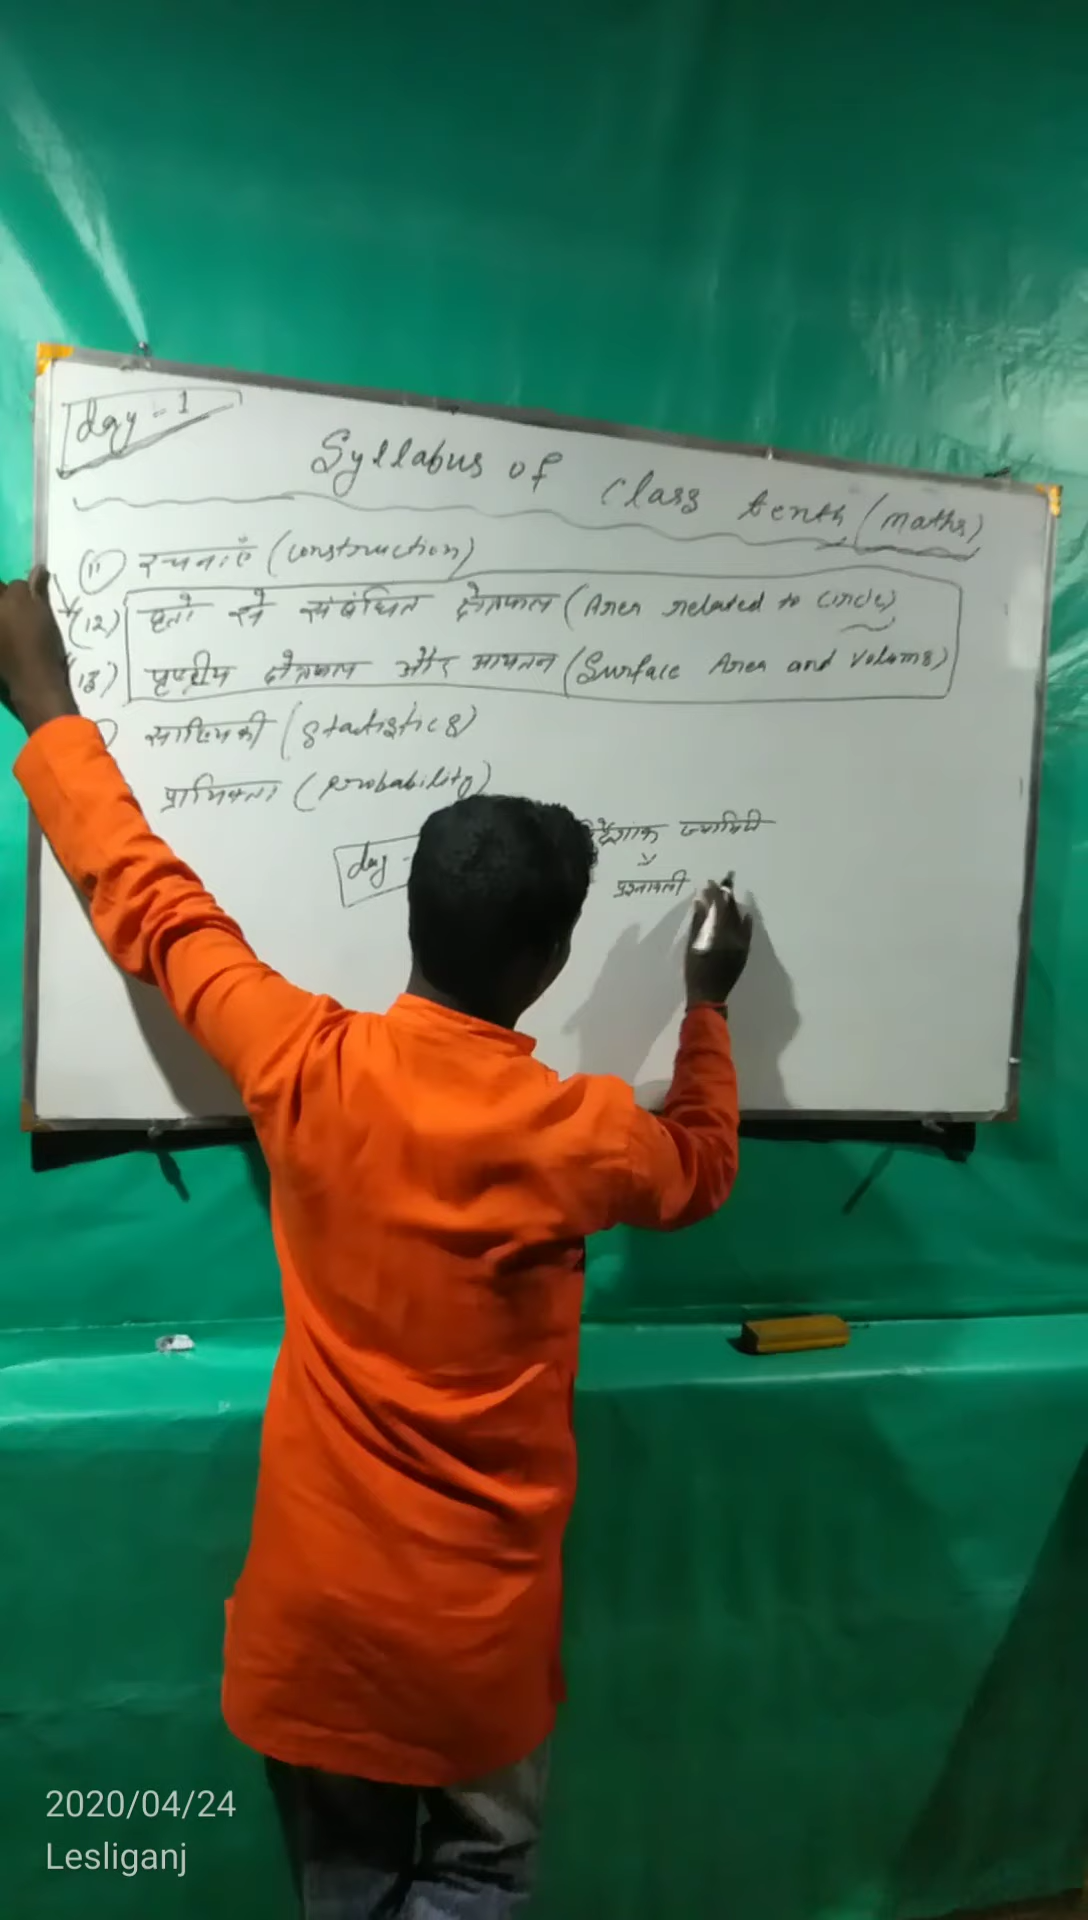 day - 1
Syllabus of Class tenth (maths)
(11) रचनाएँ (construction)
(12) वृतो से संबंधित क्षेत्रफल (Area related to circle)
(13) पृष्ठीय क्षेत्रफल और आयतन (Surface Area and Volume)
सांख्यिकी (Statistics)
प्रायिकता (probability)
day -
र्देशांक ज्यामिती
प्रश्नावली
2020/04/24
Lesliganj